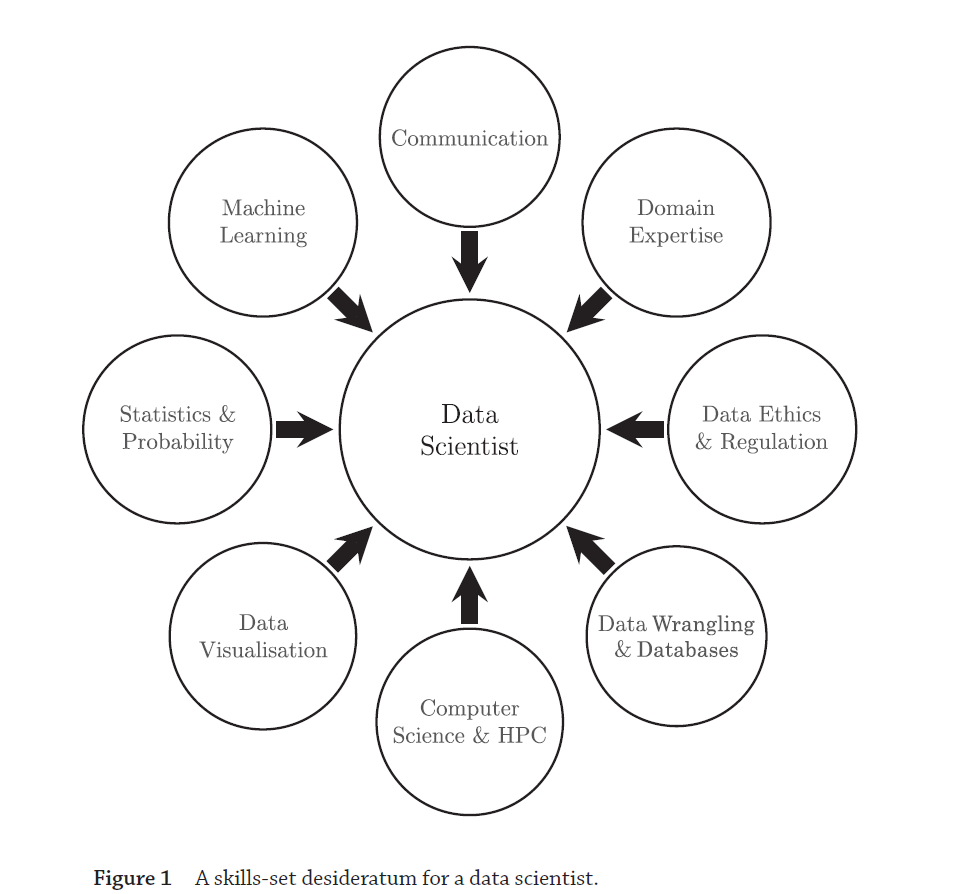 Communication
Machine
Learning
Domain
Expertise
Statistics &
Probability
Data
Scientist
Data Ethics
& Regulation
Data
Visualisation
Data Wrangling
& Databases
Computer
Science & HPC
Figure 1 A skills-set desideratum for a data scientist.